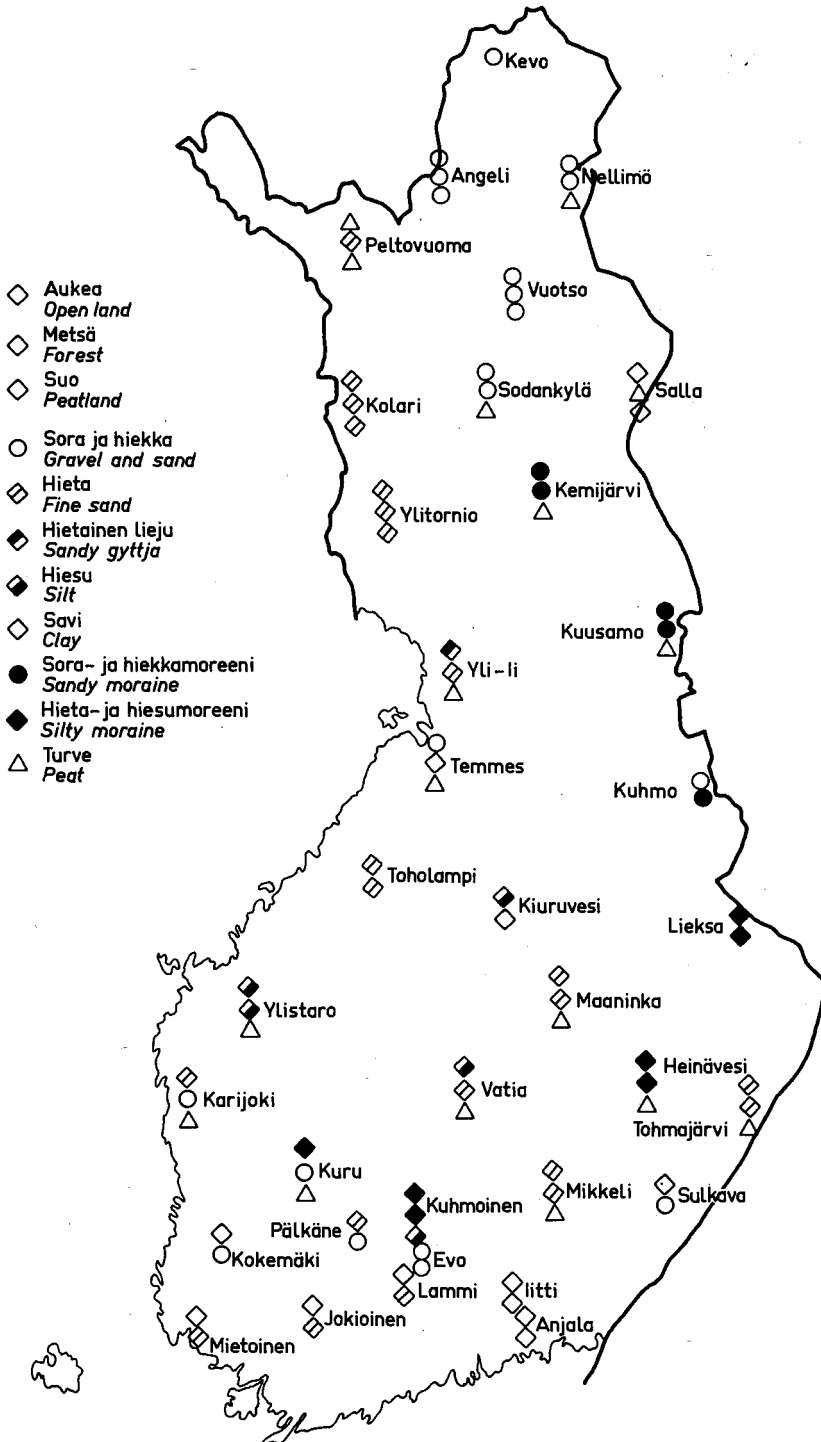 Kevo
Angeli
Nellimö
Peltovuoma
Vuotso
Aukea
Open land
Metsä
Forest
Suo
Peatland
Sora ja hiekka
Gravel and sand
Hieta
Fine sand
Hietainen lieju
Sandy gyttja
Hiesu
Silt
Savi
Clay
Sora- ja hiekkamoreeni
Sandy moraine
Hieta- ja hiesumoreeni
Silty moraine
Turve
Peat
Kolari
Sodankylä
Salla
Ylitornio
Kemijärvi
Kuusamo
Yli-Ii
Temmes
Kuhmo
Toholampi
Kiuruvesi
Lieksa
Ylistaro
Maaninka
Karijoki
Vatia
Heinävesi
Tohmajärvi
Kuru
Kuhmoinen
Mikkeli
Sulkava
Pälkäne
Kokemäki
Evo
Lammi
Iitti
Jokioinen
Anjala
Mietoinen